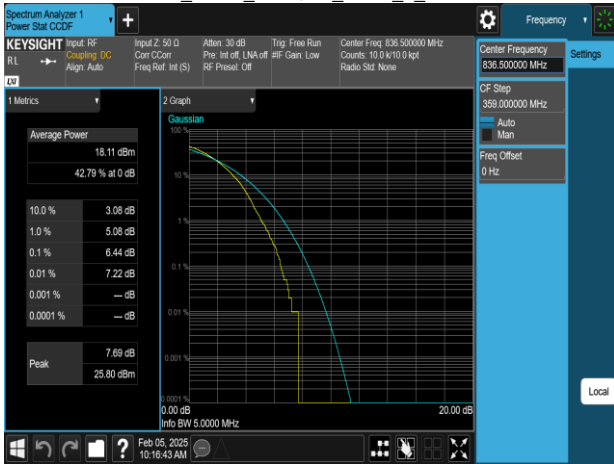 Spectrum Analyzer 1
Power Stat CCDF
Frequency
KEYSIGHT
RL
LXI
Input: RF
Coupling: DC
Align: Auto
Input Z: 50 Ω
Corr CCorr
Freq Ref: Int (S)
Atten: 30 dB
Pre: Int off, LNA off
RF Presel: Off
Trig: Free Run
#IF Gain: Low
Center Freq: 836.500000 MHz
Counts: 10.0 k/10.0 kpt
Radio Std: None
Center Frequency
836.500000 MHz
Settings
CF Step
359.000000 MHz
Auto
Man
Freq Offset
0 Hz
Local
1 Metrics
Average Power
18.11 dBm
42.79 % at 0 dB
10.0 % 3.08 dB
1.0 % 5.08 dB
0.1 % 6.44 dB
0.01 % 7.22 dB
0.001 % --- dB
0.0001 % --- dB
Peak
7.69 dB
25.80 dBm
2 Graph
Gaussian
100 %
10 %
1 %
0.1 %
0.01 %
0.001 %
0.0001 %
0.00 dB
20.00 dB
Info BW 5.0000 MHz
?
Feb 05, 2025
10:16:43 AM